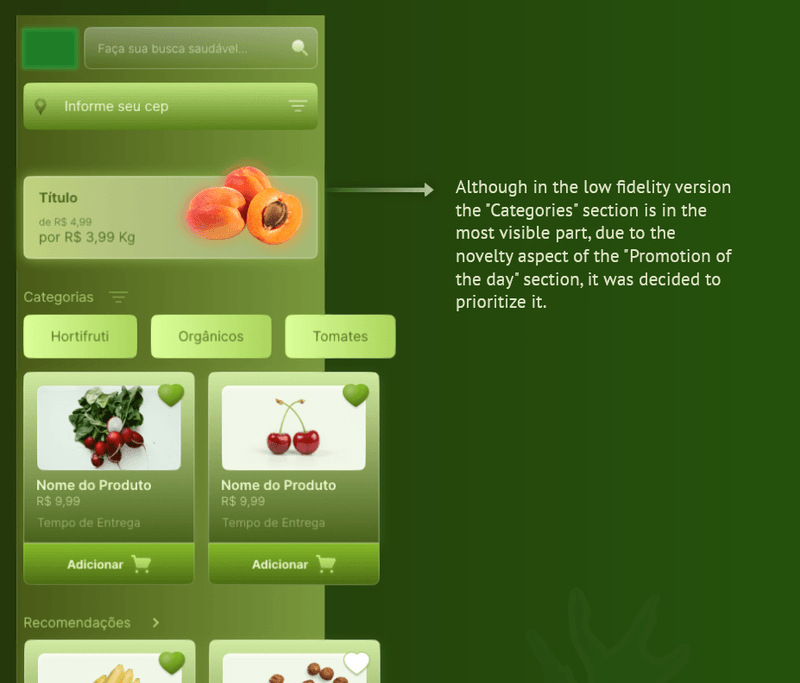 Faça sua busca saudável...
Informe seu cep
Título
de R$ 4,99
por R$ 3,99 Kg
Although in the low fidelity version
the "Categories" section is in the
most visible part, due to the
novelty aspect of the "Promotion of
the day" section, it was decided to
prioritize it.
Categorias
Hortifruti
Orgânicos
Tomates
Nome do Produto
R$ 9,99
Tempo de Entrega
Adicionar
Nome do Produto
R$ 9,99
Tempo de Entrega
Adicionar
Recomendações